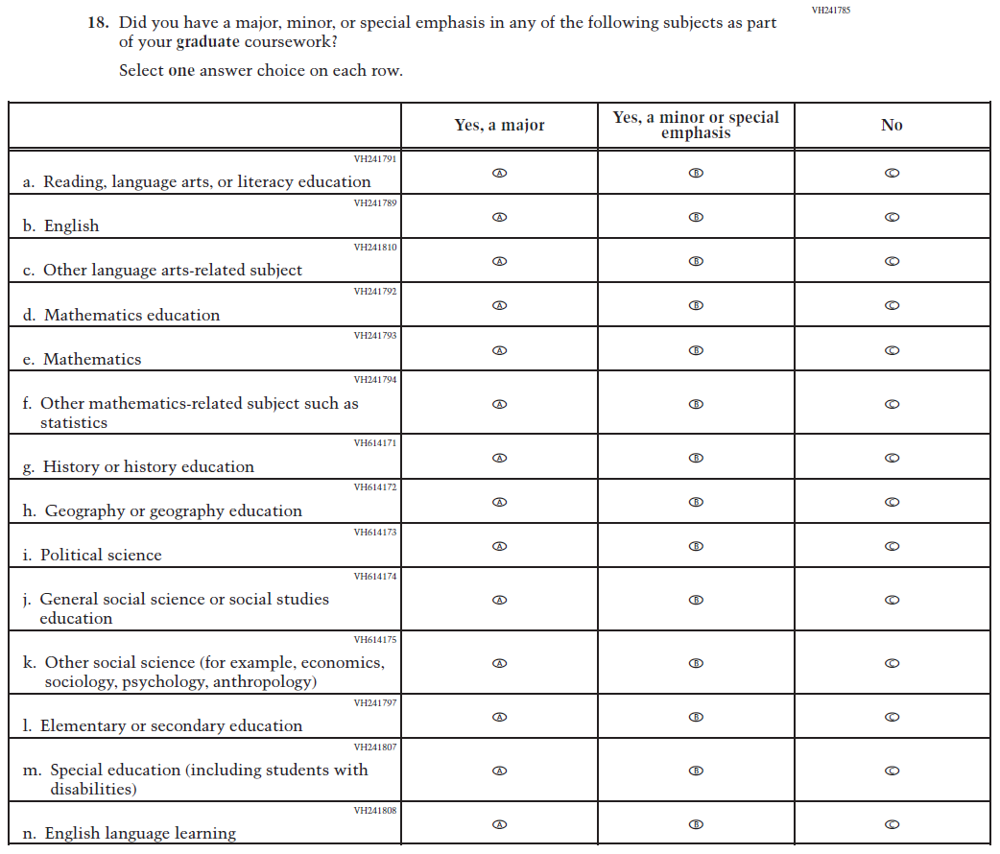 VH241785
18. Did you have a major, minor, or special emphasis in any of the following subjects as part
of your graduate coursework?
Select one answer choice on each row.
Yes, a major
Yes, a minor or special
emphasis
No
VH241791
a. Reading, language arts, or literacy education
A B C
VH241789
b. English
A B C
VH241810
c. Other language arts-related subject
A B C
VH241792
d. Mathematics education
A B C
VH241793
e. Mathematics
A B C
VH241794
f. Other mathematics-related subject such as
statistics
A B C
VH614171
g. History or history education
A B C
VH614172
h. Geography or geography education
A B C
VH614173
i. Political science
A B C
VH614174
j. General social science or social studies
education
A B C
VH614175
k. Other social science (for example, economics,
sociology, psychology, anthropology)
A B C
VH241797
l. Elementary or secondary education
A B C
VH241807
m. Special education (including students with
disabilities)
A B C
VH241808
n. English language learning
A B C